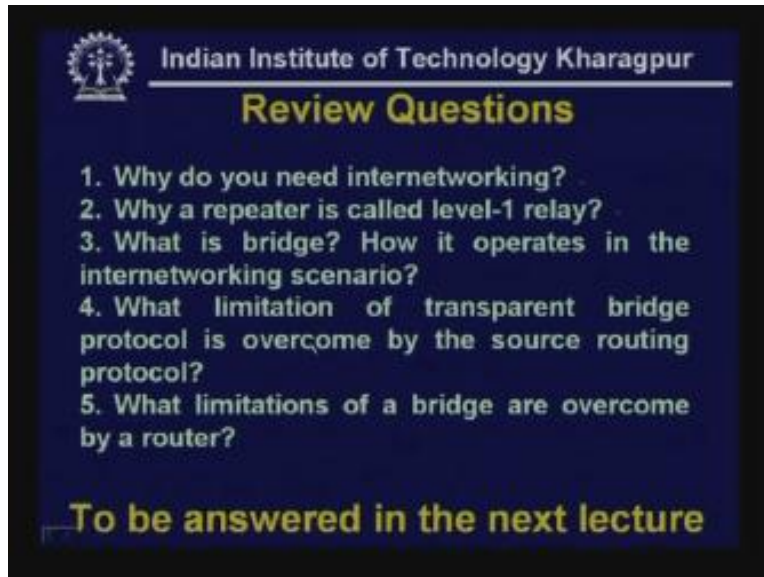 Indian Institute of Technology Kharagpur
Review Questions
1. Why do you need internetworking?
2. Why a repeater is called level-1 relay?
3. What is bridge? How it operates in the
internetworking scenario?
4. What limitation of transparent bridge
protocol is overcome by the source routing
protocol?
5. What limitations of a bridge are overcome
by a router?
To be answered in the next lecture